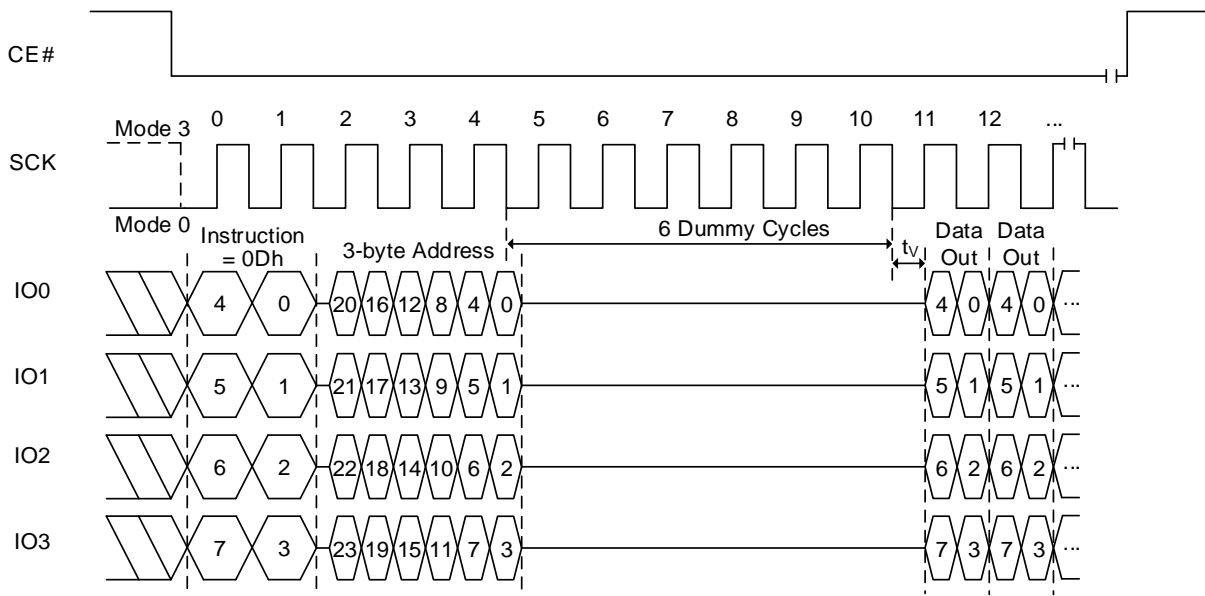 CE#
0 1 2 3 4 5 6 7 8 9 10 11 12 ...
Mode 3
SCK
Mode 0
Instruction
= 0Dh
3-byte Address
6 Dummy Cycles
tV
Data
Out
Data
Out
IO0 4 0 20 16 12 8 4 0 4 0 4 0 ...
IO1 5 1 21 17 13 9 5 1 5 1 5 1 ...
IO2 6 2 22 18 14 10 6 2 6 2 6 2 ...
IO3 7 3 23 19 15 11 7 3 7 3 7 3 ...